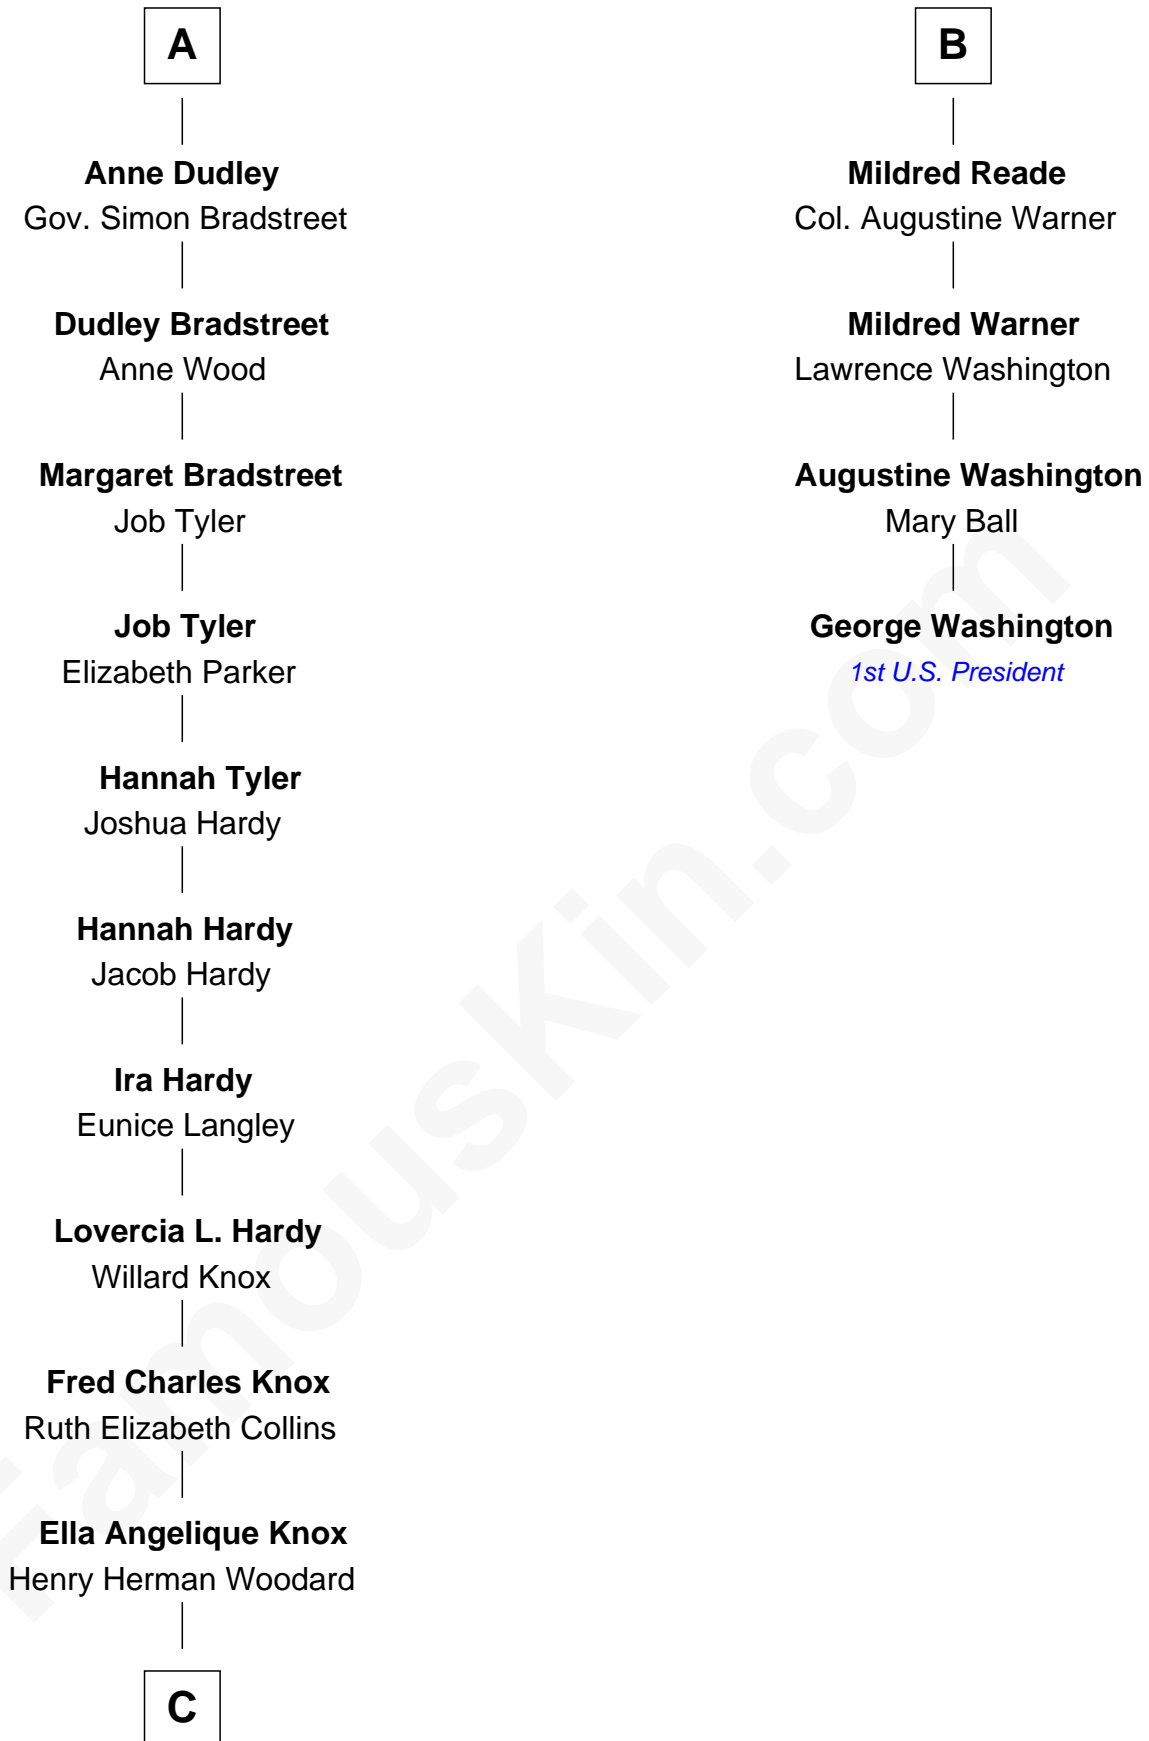 A
Anne Dudley
Gov. Simon Bradstreet
Dudley Bradstreet
Anne Wood
Margaret Bradstreet
Job Tyler
Job Tyler
Elizabeth Parker
Hannah Tyler
Joshua Hardy
Hannah Hardy
Jacob Hardy
Ira Hardy
Eunice Langley
Lovercia L. Hardy
Willard Knox
Fred Charles Knox
Ruth Elizabeth Collins
Ella Angelique Knox
Henry Herman Woodard
C
B
Mildred Reade
Col. Augustine Warner
Mildred Warner
Lawrence Washington
Augustine Washington
Mary Ball
George Washington
1st U.S. President
FamousKin.com